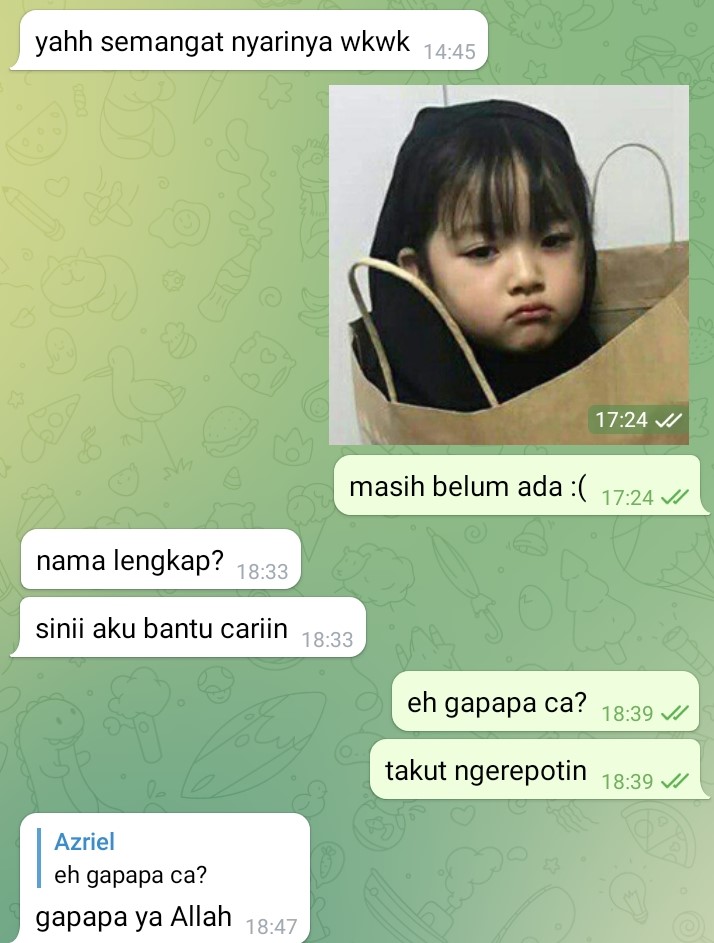 yahh semangat nyarinya wkwk 14:45
17:24
masih belum ada :( 17:24
nama lengkap? 18:33
sinii aku bantu cariin 18:33
eh gapapa ca? 18:39
takut ngerepotin 18:39
Azriel
eh gapapa ca?
gapapa ya Allah 18:47